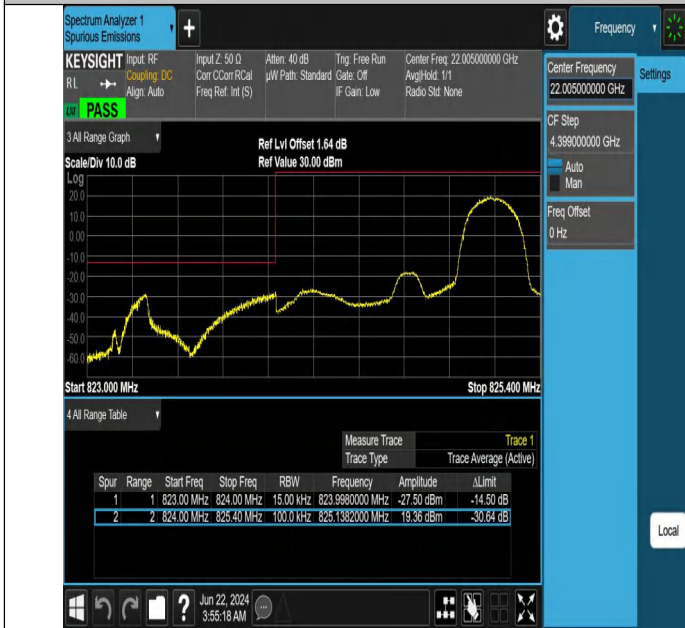 Spectrum Analyzer 1
Spurious Emissions
Frequency
KEYSIGHT
RL
Input: RF
Coupling: DC
Align: Auto
Input Z: 50 Ω
Corr CCorr RCal
Freq Ref: Int (S)
Atten: 40 dB
µW Path: Standard
Trig: Free Run
Gate: Off
IF Gain: Low
Center Freq: 22.005000000 GHz
Avg|Hold: 1/1
Radio Std: None
PASS
3 All Range Graph
Scale/Div 10.0 dB
Ref Lvl Offset 1.64 dB
Ref Value 30.00 dBm
Log
20.0
10.0
0.00
-10.0
-20.0
-30.0
-40.0
-50.0
-60.0
Start 823.000 MHz
Stop 825.400 MHz
4 All Range Table
Measure Trace Trace 1
Trace Type Trace Average (Active)
Spur Range Start Freq Stop Freq RBW Frequency Amplitude ΔLimit
1 1 823.00 MHz 824.00 MHz 15.00 kHz 823.9980000 MHz -27.50 dBm -14.50 dB
2 2 824.00 MHz 825.40 MHz 100.0 kHz 825.1382000 MHz 19.36 dBm -30.64 dB
Jun 22, 2024
3:55:18 AM
Center Frequency
22.005000000 GHz
Settings
CF Step
4.399000000 GHz
Auto
Man
Freq Offset
0 Hz
Local